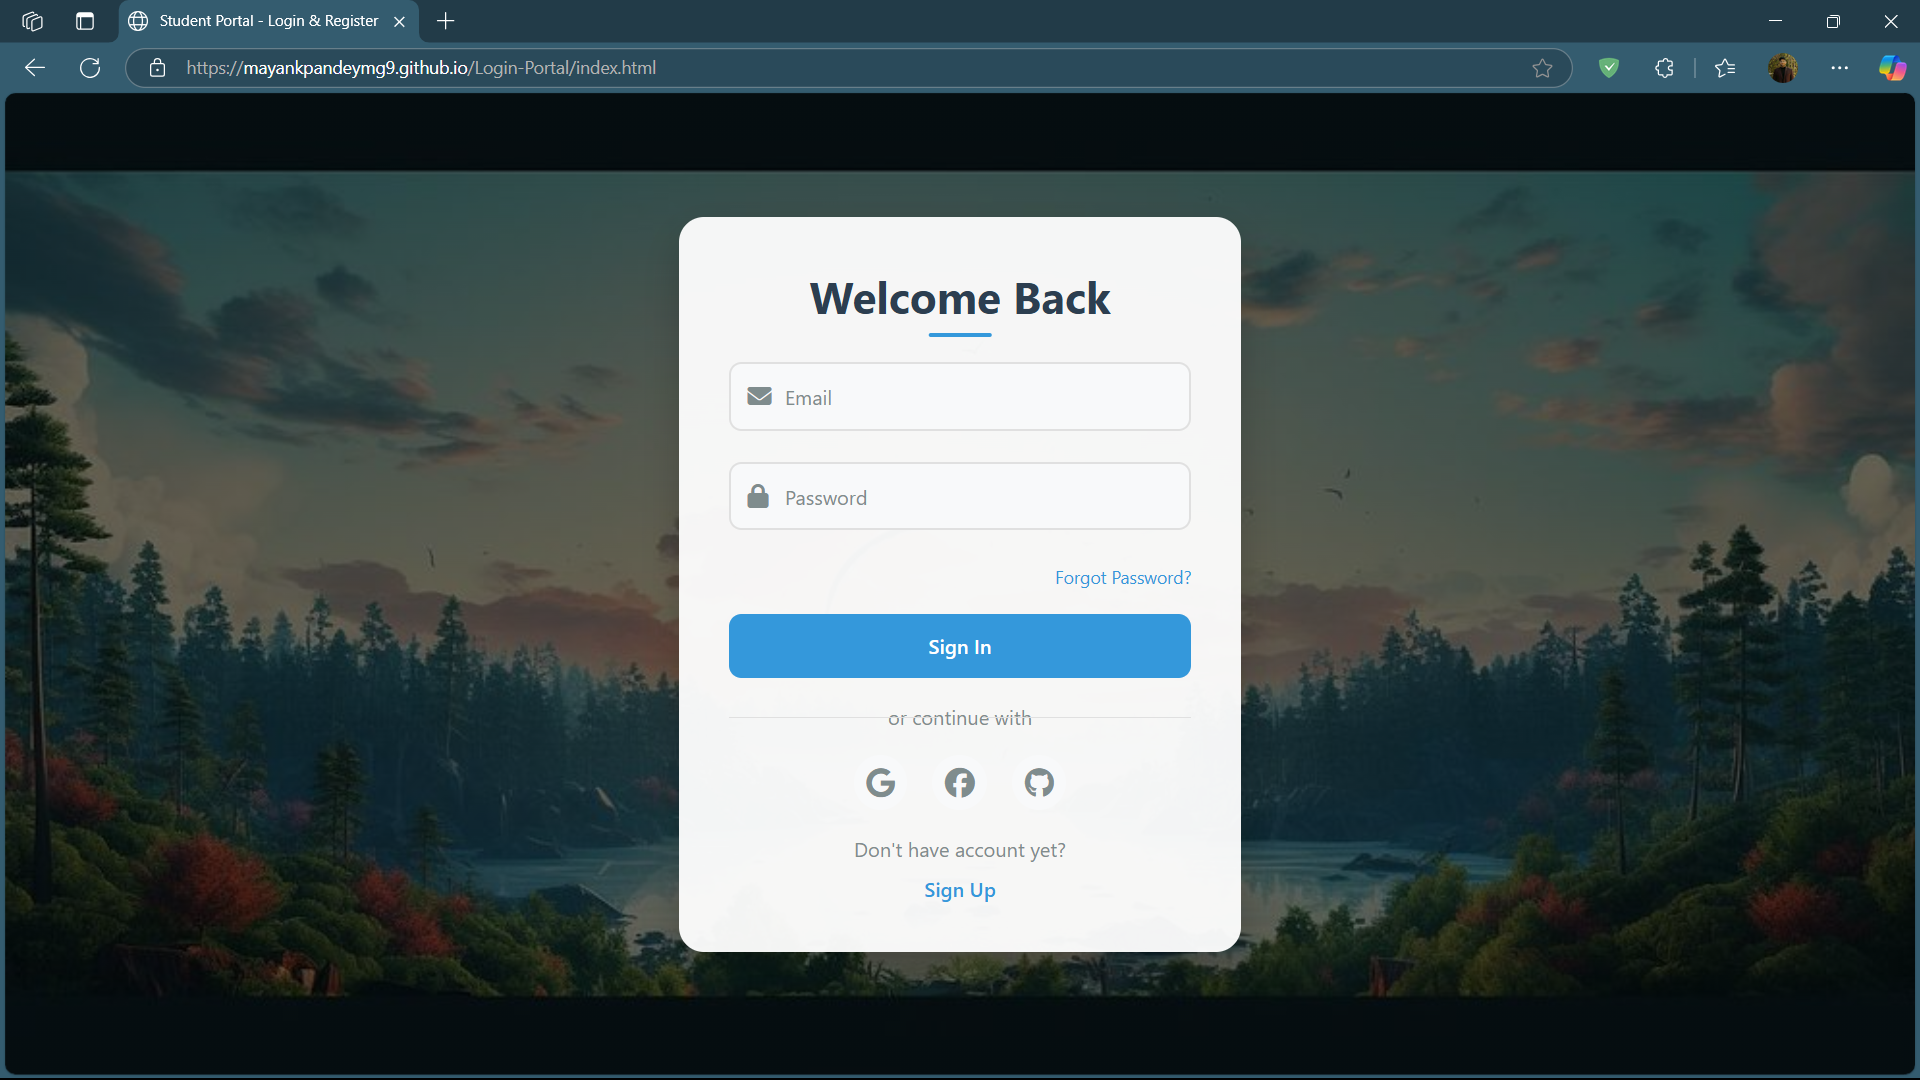 Student Portal - Login & Register
https://mayankpandeymg9.github.io/Login-Portal/index.html
Welcome Back
Email
Password
Forgot Password?
Sign In
or continue with
Don't have account yet?
Sign Up